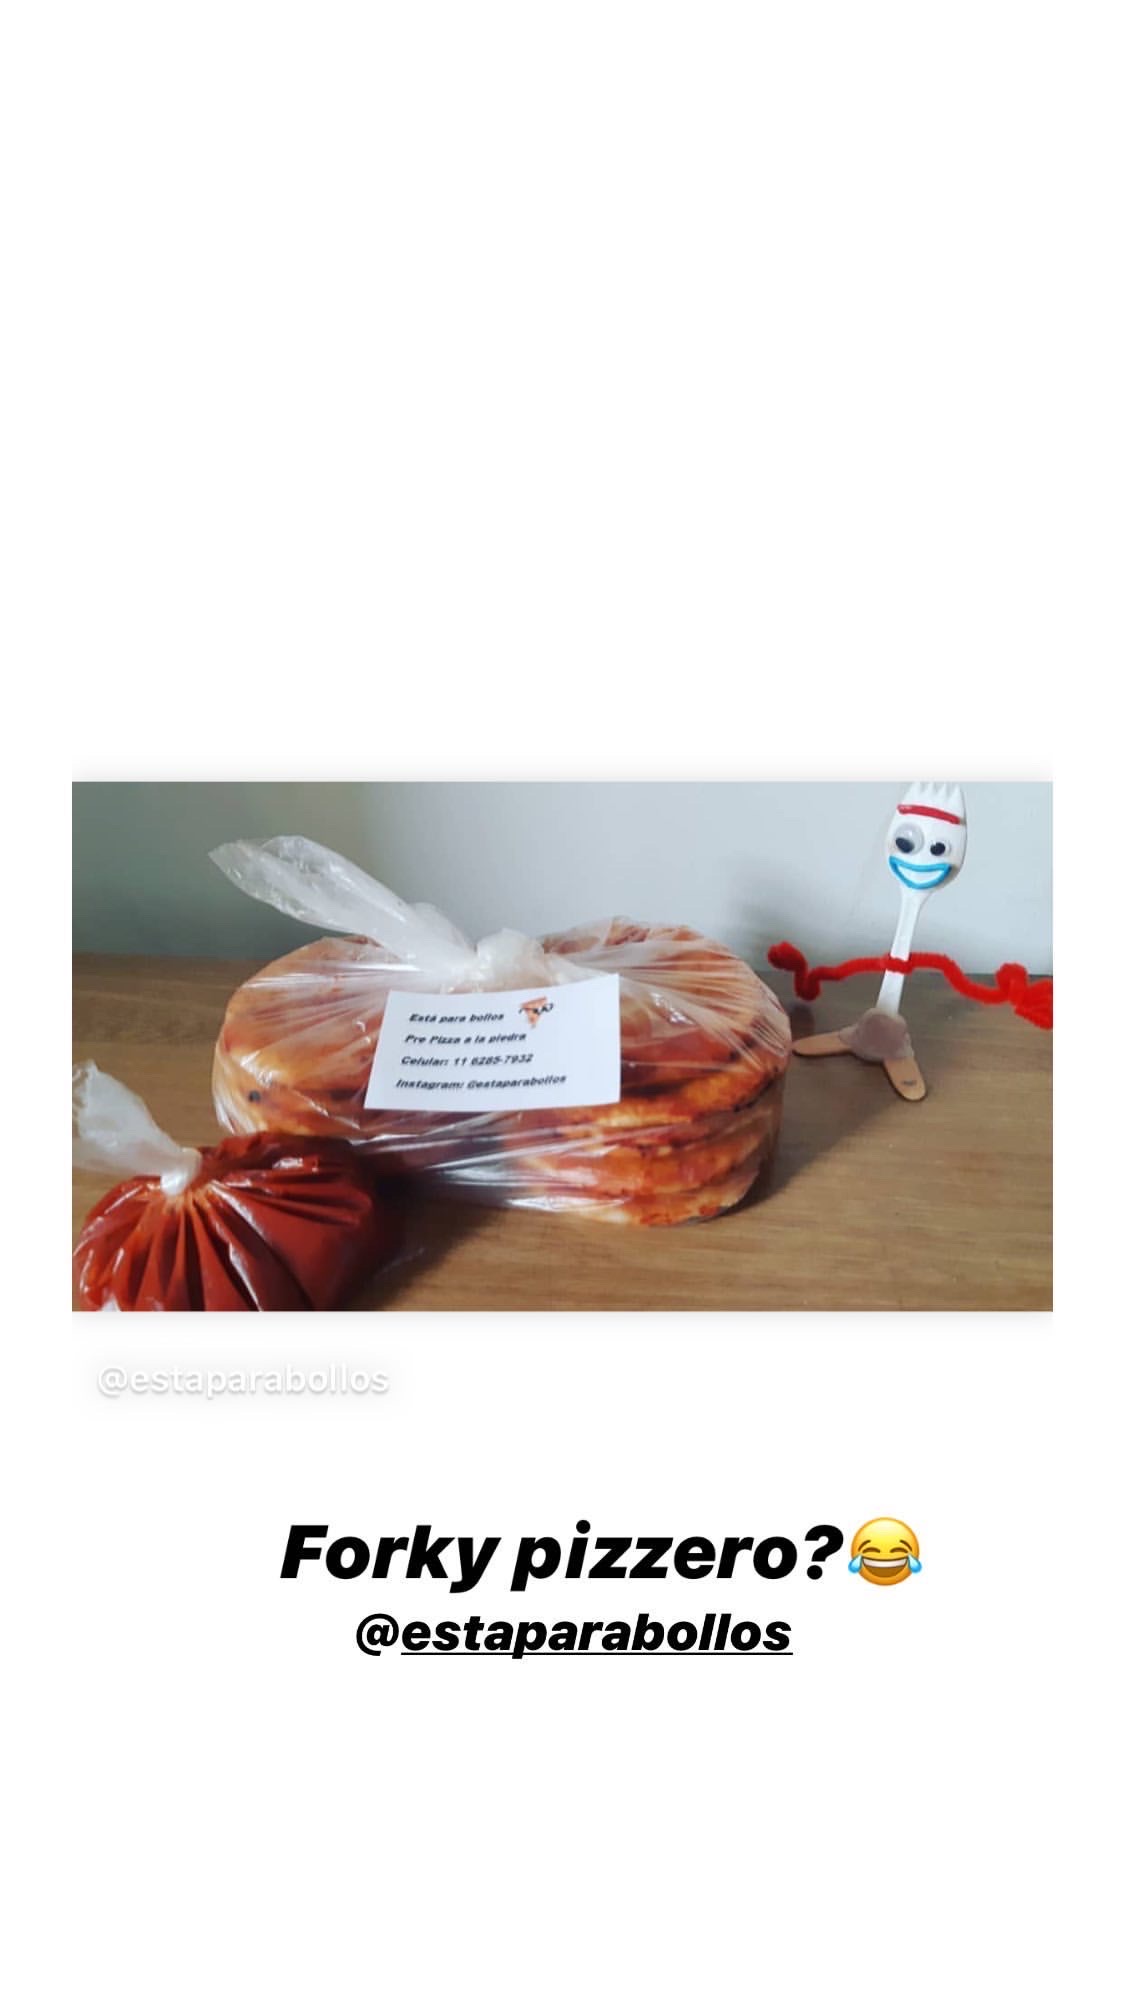 Está para bollos
Pre Pizza a la piedra
Celular: 11 6285-7932
Instagram: @estaparabollos
@estaparabollos
Forky pizzero?😂
@estaparabollos